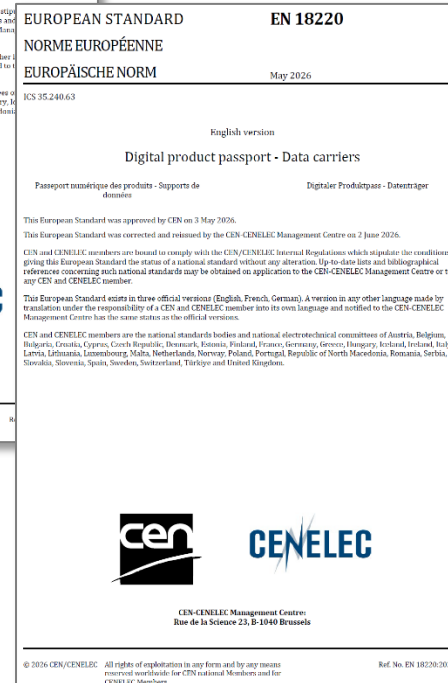 EUROPEAN STANDARD
EN 18220
NORME EUROPÉENNE
EUROPÄISCHE NORM
May 2026
ICS 35.240.63
English version
Digital product passport - Data carriers
Passeport numérique des produits - Supports de données
Digitaler Produktpass - Datenträger
This European Standard was approved by CEN on 3 May 2026.
This European Standard was corrected and reissued by the CEN-CENELEC Management Centre on 2 June 2026.
CEN and CENELEC members are bound to comply with the CEN/CENELEC Internal Regulations which stipulate the conditions
giving this European Standard the status of a national standard without any alteration. Up-to-date lists and bibliographical
references concerning such national standards may be obtained on application to the CEN-CENELEC Management Centre or t
any CEN and CENELEC member.
This European Standard exists in three official versions (English, French, German). A version in any other language made by
translation under the responsibility of a CEN and CENELEC member into its own language and notified to the CEN-CENELEC
Management Centre has the same status as the official versions.
CEN and CENELEC members are the national standards bodies and national electrotechnical committees of Austria, Belgium,
Bulgaria, Croatia, Cyprus, Czech Republic, Denmark, Estonia, Finland, France, Germany, Greece, Hungary, Iceland, Ireland, Ital
Latvia, Lithuania, Luxembourg, Malta, Netherlands, Norway, Poland, Portugal, Republic of North Macedonia, Romania, Serbia,
Slovakia, Slovenia, Spain, Sweden, Switzerland, Türkiye and United Kingdom.
cen
CENELEC
CEN-CENELEC Management Centre:
Rue de la Science 23, B-1040 Brussels
© 2026 CEN/CENELEC All rights of exploitation in any form and by any means
Ref. No. EN 18220:20
reserved worldwide for CEN national Members and for
CENELEC Members